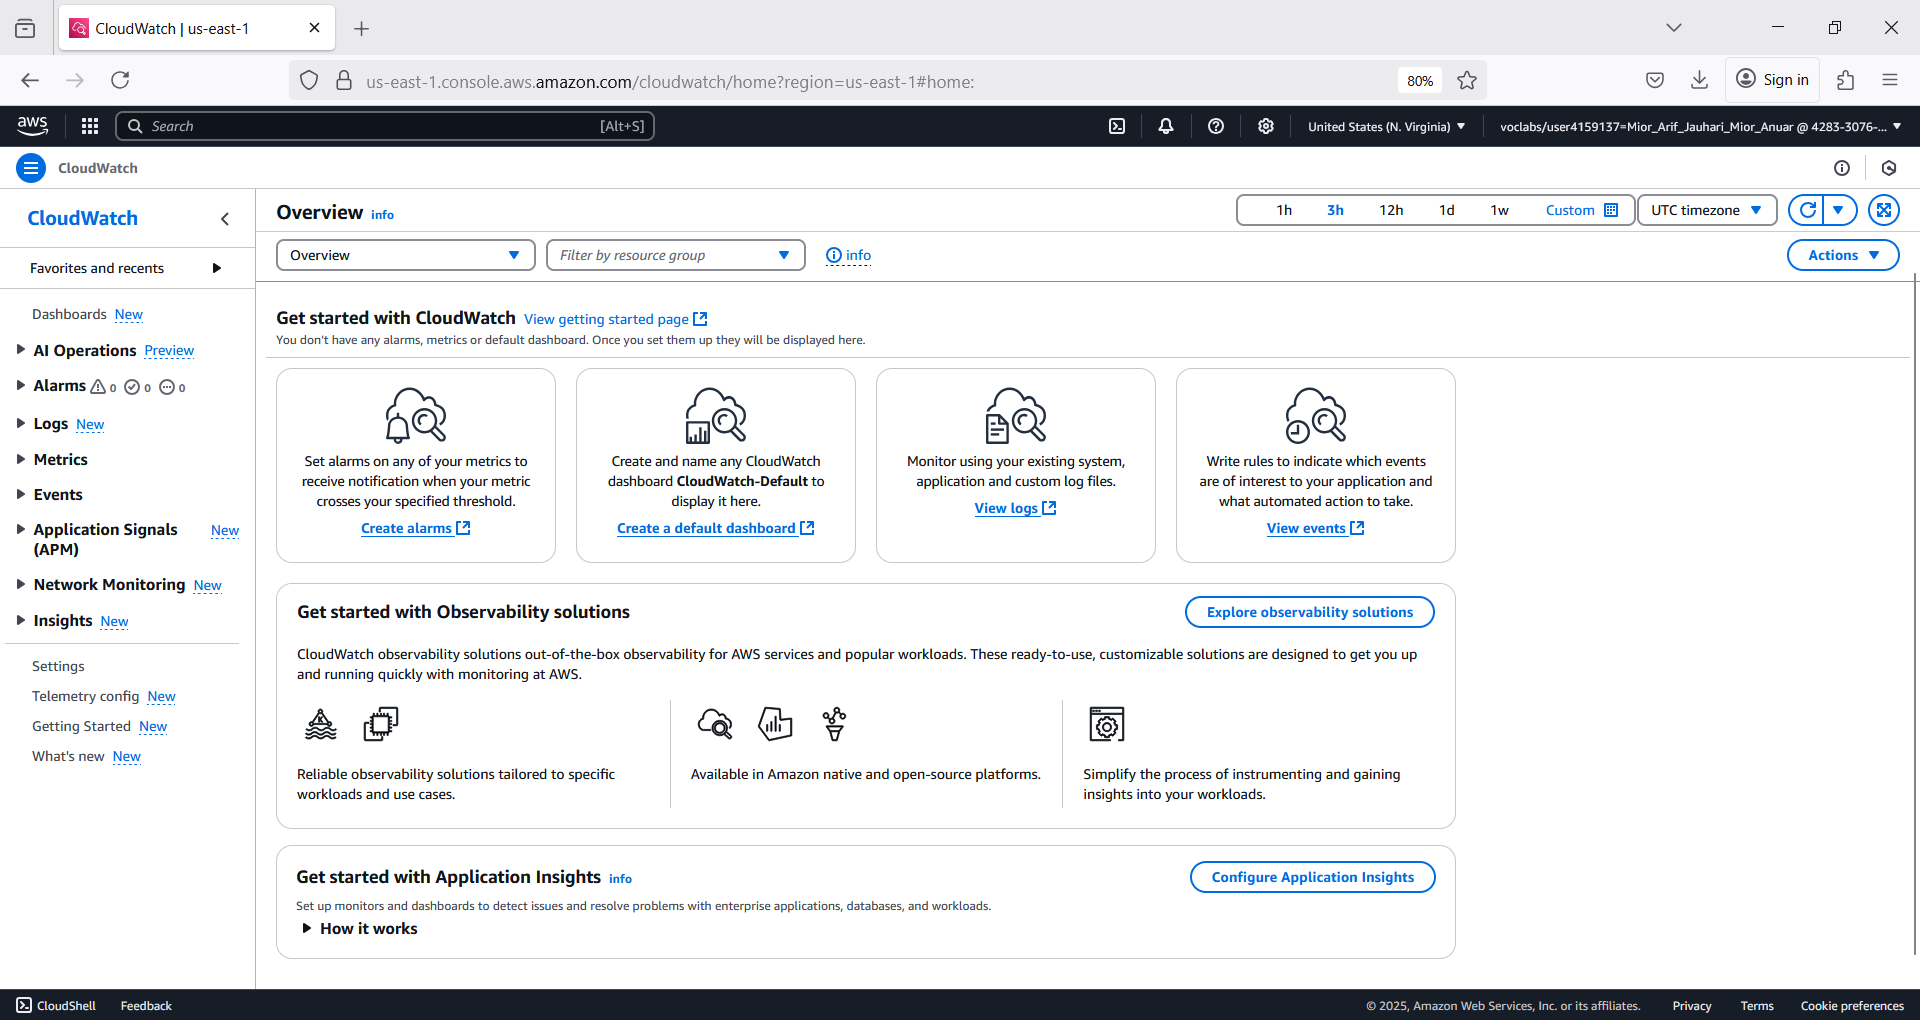 CloudWatch | us-east-1
us-east-1.console.aws.amazon.com/cloudwatch/home?region=us-east-1#home:
80%
Sign in
aws
Search
[Alt+S]
United States (N. Virginia)
voclabs/user4159137=Mior_Arif_Jauhari_Mior_Anuar @ 4283-3076-...
CloudWatch
CloudWatch
Favorites and recents
Dashboards New
AI Operations Preview
Alarms 0 0 0
Logs New
Metrics
Events
Application Signals New
(APM)
Network Monitoring New
Insights New
Settings
Telemetry config New
Getting Started New
What's new New
Overview info
1h 3h 12h 1d 1w Custom
UTC timezone
Overview
Filter by resource group
info
Actions
Get started with CloudWatch View getting started page
You don't have any alarms, metrics or default dashboard. Once you set them up they will be displayed here.
Set alarms on any of your metrics to
receive notification when your metric
crosses your specified threshold.
Create alarms
Create and name any CloudWatch
dashboard CloudWatch-Default to
display it here.
Create a default dashboard
Monitor using your existing system,
application and custom log files.
View logs
Write rules to indicate which events
are of interest to your application and
what automated action to take.
View events
Get started with Observability solutions
Explore observability solutions
CloudWatch observability solutions out-of-the-box observability for AWS services and popular workloads. These ready-to-use, customizable solutions are designed to get you up
and running quickly with monitoring at AWS.
Reliable observability solutions tailored to specific
workloads and use cases.
Available in Amazon native and open-source platforms.
Simplify the process of instrumenting and gaining
insights into your workloads.
Get started with Application Insights info
Configure Application Insights
Set up monitors and dashboards to detect issues and resolve problems with enterprise applications, databases, and workloads.
How it works
CloudShell
Feedback
© 2025, Amazon Web Services, Inc. or its affiliates.
Privacy
Terms
Cookie preferences